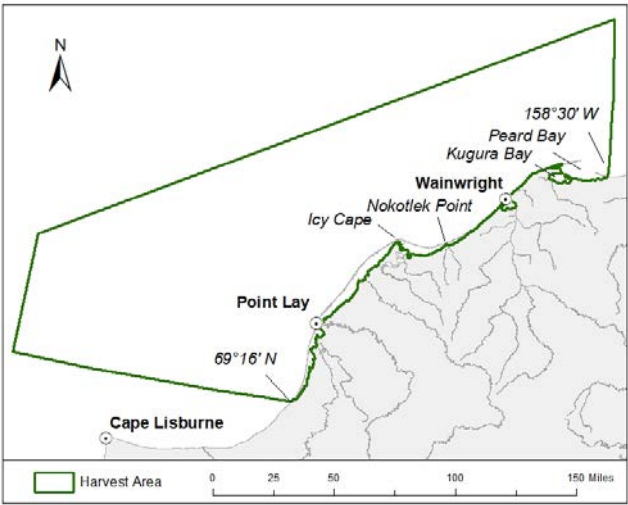 N
158°30' W
Peard Bay
Kugura Bay
Wainwright
Nokotlek Point
Icy Cape
Point Lay
69°16' N
Cape Lisburne
Harvest Area
0 25 50 100 150 Miles